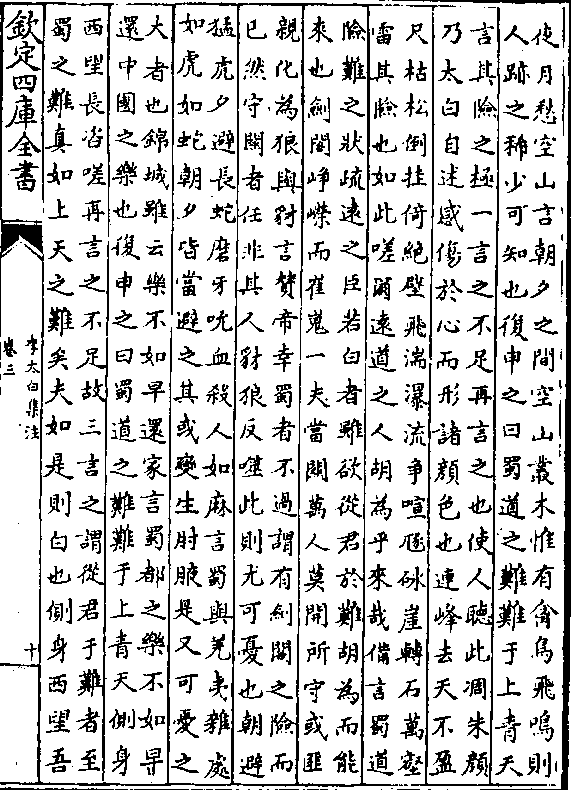 夜月愁空山言朝夕之間空山叢木惟有禽鳥飛鳴則
人跡之稀少可知也復申之曰蜀道之難難于上青天
言其險之極一言之不足再言之也使人聽此凋朱顔
乃太白自迷感傷於心而形諸顔色也連峰去天不盈
尺枯松倒挂倚絶壁飛湍瀑流爭喧豗砯崖轉石萬壑
雷其險也如此嗟爾遠道之人胡為乎來哉備言蜀道
險難之狀疏遠之臣若白者雖欲從君於難胡為而能
來也劍閣崢嶸而崔嵬一夫當關萬人莫開所守或匪
親化為狼與豺言贊帝幸蜀者不過謂有劍閣之險而
已然守關者任非其人豺狼反噬此則尤可憂也朝避
猛虎夕避長蛇磨牙吮血殺人如麻言蜀與羌夷雜處
如虎如蛇朝夕皆當避之其或變生肘腋是又可憂之
大者也錦城雖云樂不如早還家言蜀都之樂不如早
還中國之樂也復申之曰蜀道之難難于上青天側身
西望長咨嗟再言之不足故三言之謂從君于難者至
蜀之難真如上天之難矣夫如是則白也側身西望吾
欽定四庫全書
李太白集注
卷三
十